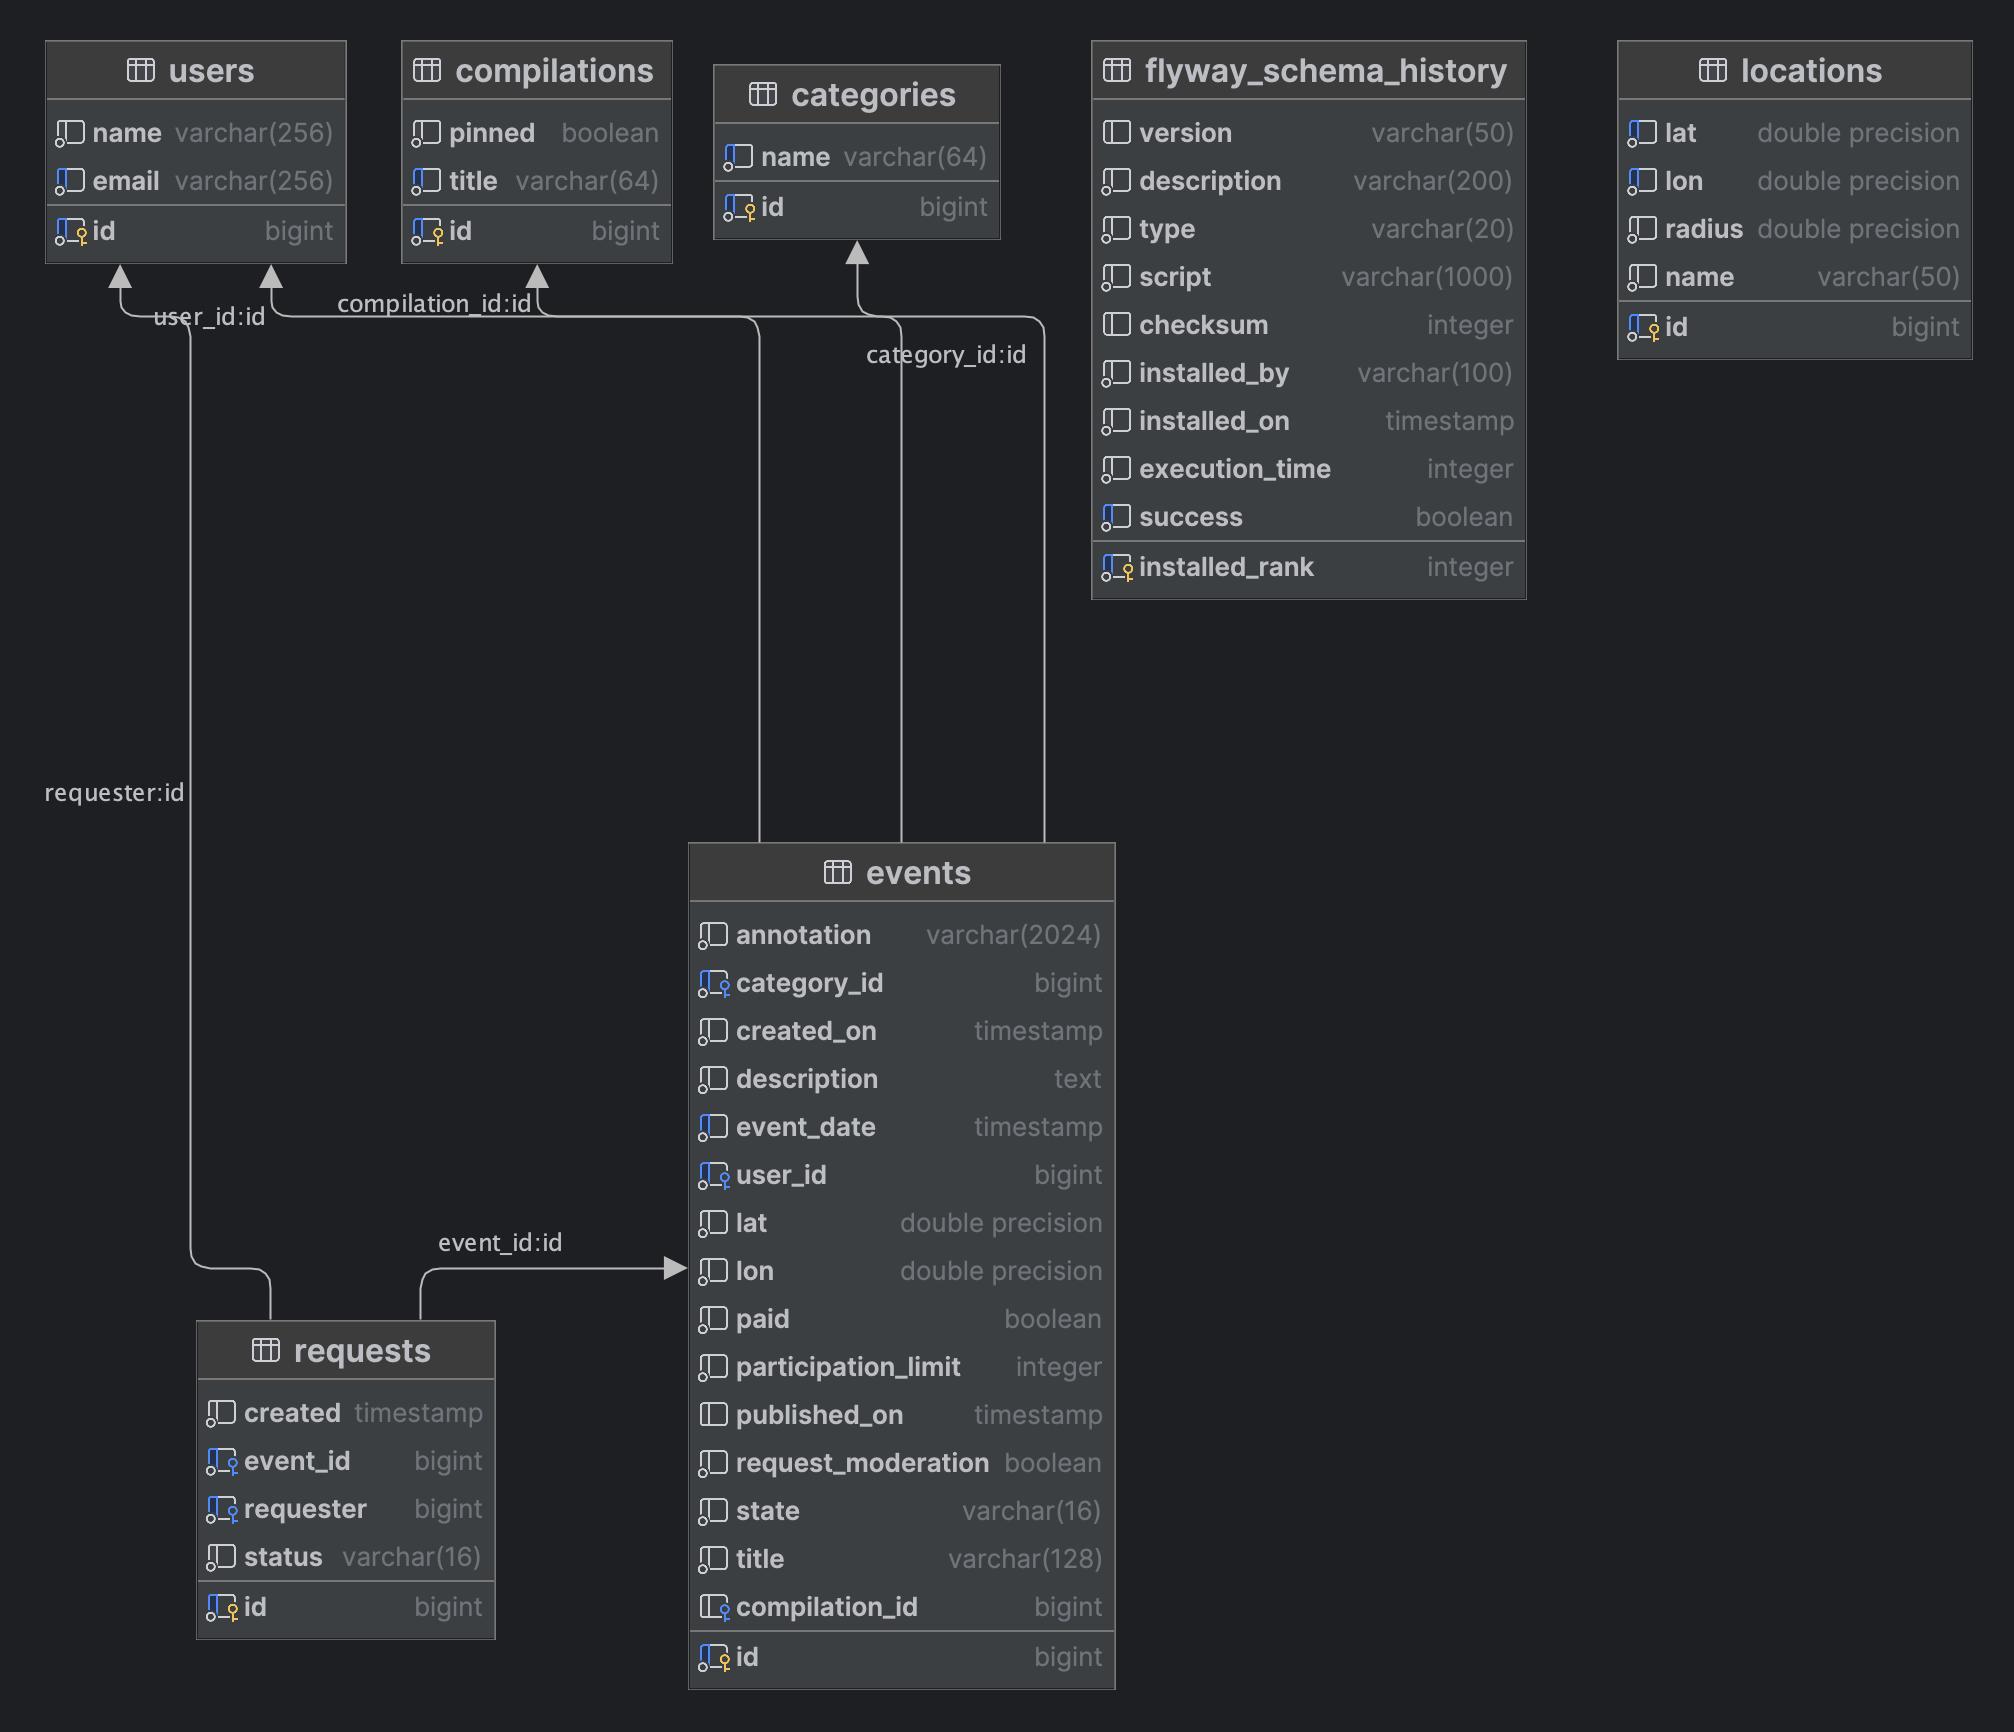 users
name varchar(256)
email varchar(256)
id bigint
compilations
pinned boolean
title varchar(64)
id bigint
categories
name varchar(64)
id bigint
flyway_schema_history
version varchar(50)
description varchar(200)
type varchar(20)
script varchar(1000)
checksum integer
installed_by varchar(100)
installed_on timestamp
execution_time integer
success boolean
installed_rank integer
locations
lat double precision
lon double precision
radius double precision
name varchar(50)
id bigint
user_id:id
compilation_id:id
category_id:id
requester:id
event_id:id
events
annotation varchar(2024)
category_id bigint
created_on timestamp
description text
event_date timestamp
user_id bigint
lat double precision
lon double precision
paid boolean
participation_limit integer
published_on timestamp
request_moderation boolean
state varchar(16)
title varchar(128)
compilation_id bigint
id bigint
requests
created timestamp
event_id bigint
requester bigint
status varchar(16)
id bigint